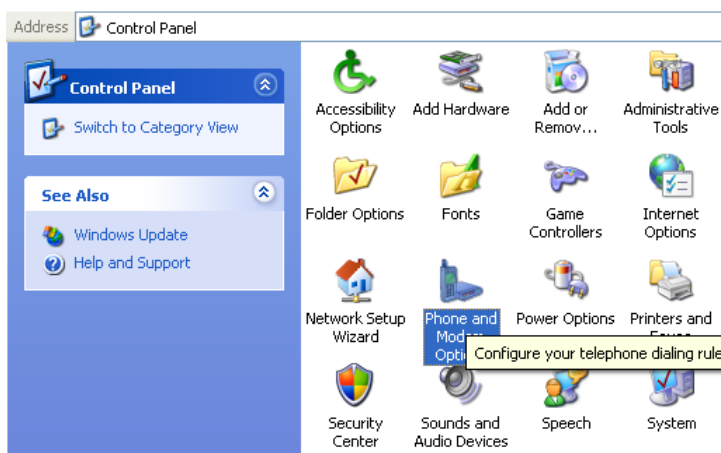 Address Control Panel
Control Panel
Switch to Category View
See Also
Windows Update
Help and Support
Accessibility Options
Add Hardware
Add or Remov...
Administrative Tools
Folder Options
Fonts
Game Controllers
Internet Options
Network Setup Wizard
Phone and
Power Options
Printers and
Configure your telephone dialing rule
Security Center
Sounds and Audio Devices
Speech
System